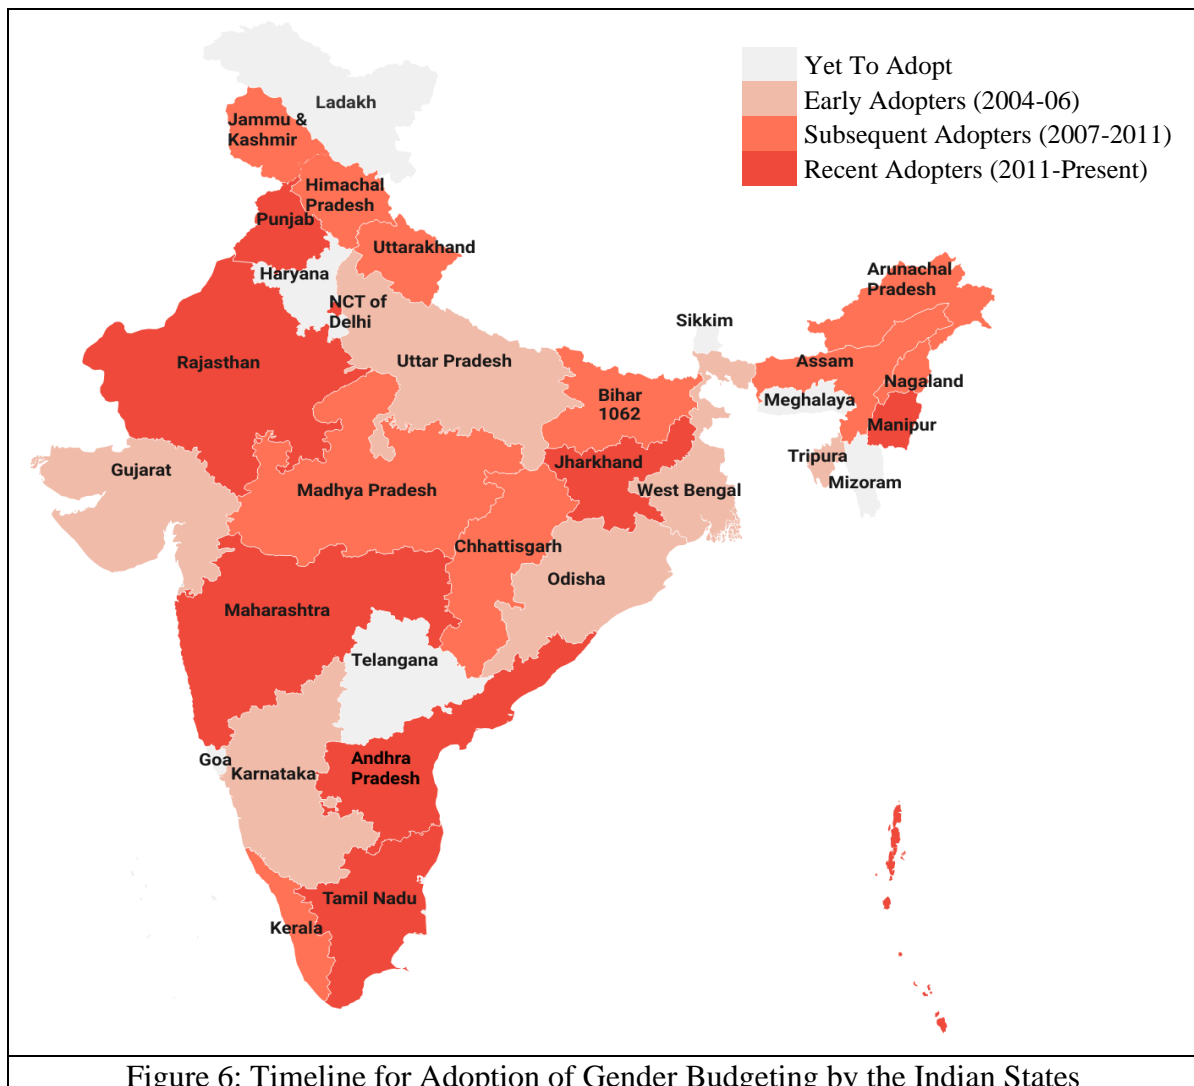 Yet To Adopt
Early Adopters (2004-06)
Subsequent Adopters (2007-2011)
Recent Adopters (2011-Present)
Ladakh
Jammu &
Kashmir
Himachal
Pradesh
Punjab
Uttarakhand
Haryana
NCT of
Delhi
Arunachal
Pradesh
Sikkim
Rajasthan
Uttar Pradesh
Assam
Nagaland
Bihar
1062
Meghalaya
Manipur
Gujarat
Jharkhand
Tripura
Mizoram
Madhya Pradesh
West Bengal
Chhattisgarh
Odisha
Maharashtra
Telangana
Goa
Karnataka
Andhra
Pradesh
Tamil Nadu
Kerala
Figure 6: Timeline for Adoption of Gender Budgeting by the Indian States